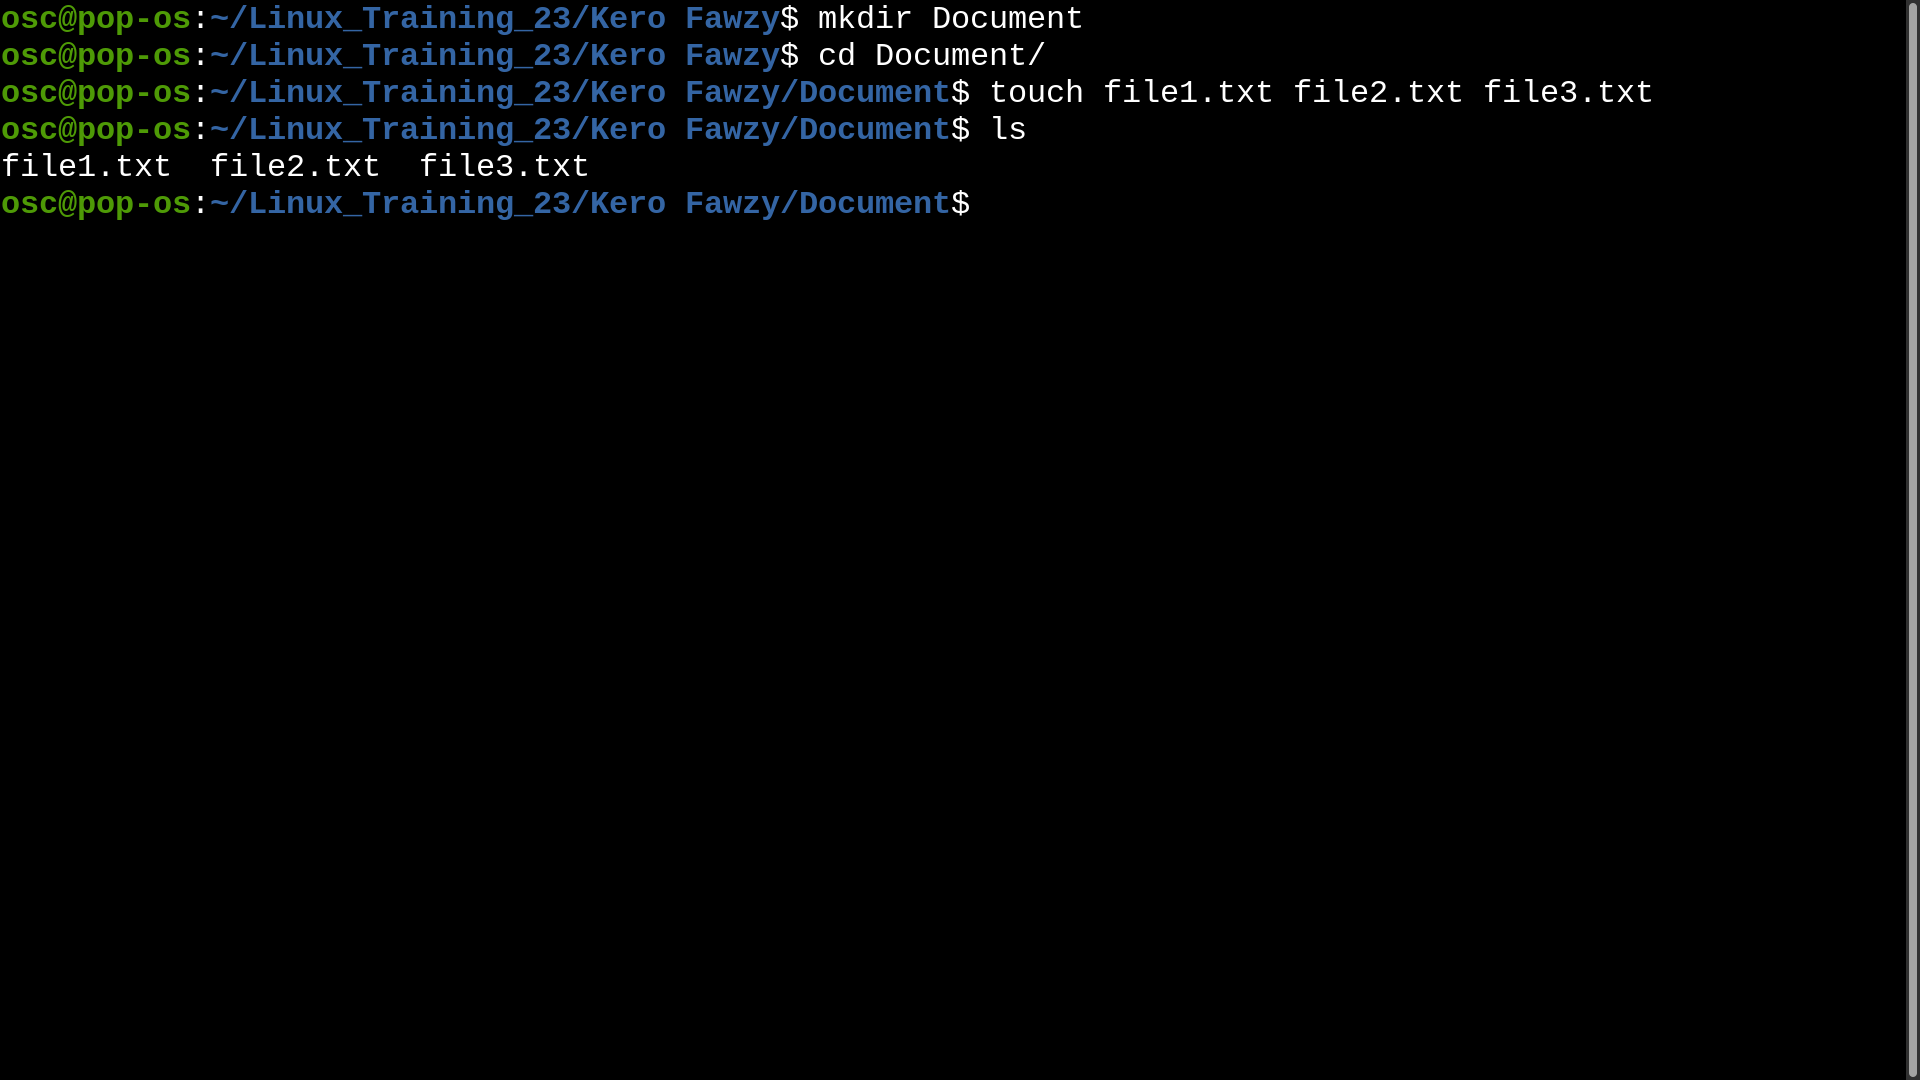 osc@pop-os:~/Linux_Training_23/Kero Fawzy$ mkdir Document
osc@pop-os:~/Linux_Training_23/Kero Fawzy$ cd Document/
osc@pop-os:~/Linux_Training_23/Kero Fawzy/Document$ touch file1.txt file2.txt file3.txt
osc@pop-os:~/Linux_Training_23/Kero Fawzy/Document$ ls
file1.txt  file2.txt  file3.txt
osc@pop-os:~/Linux_Training_23/Kero Fawzy/Document$